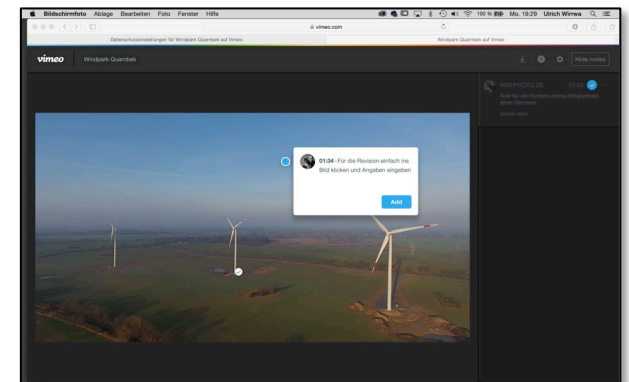 Bildschirmfoto Ablage Bearbeiten Foto Fenster Hilfe
100 % Mo. 19:29 Ulrich Wirrwa
vimeo.com
Datenschutzeinstellungen für Windpark Quarnbek auf Vimeo
Windpark Quarnbek auf Vimeo
vimeo
Windpark Quarnbek
Hide notes
01:34
01:34 - Für die Revision einfach ins
Bild klicken und Angaben eingeben
Add